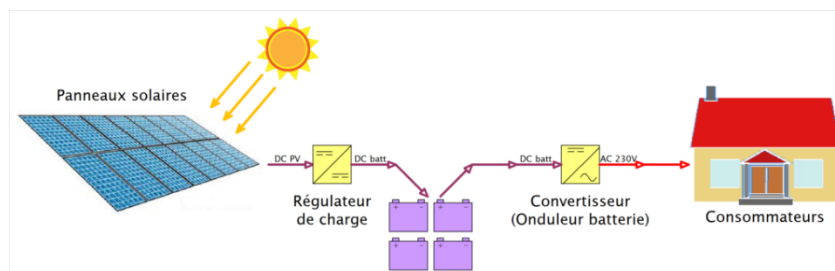 Panneaux solaires
DC PV
DC batt
DC batt
AC 230V
Régulateur
de charge
+ -
+ -
+ -
+ -
Convertisseur
(Onduleur batterie)
Consommateurs